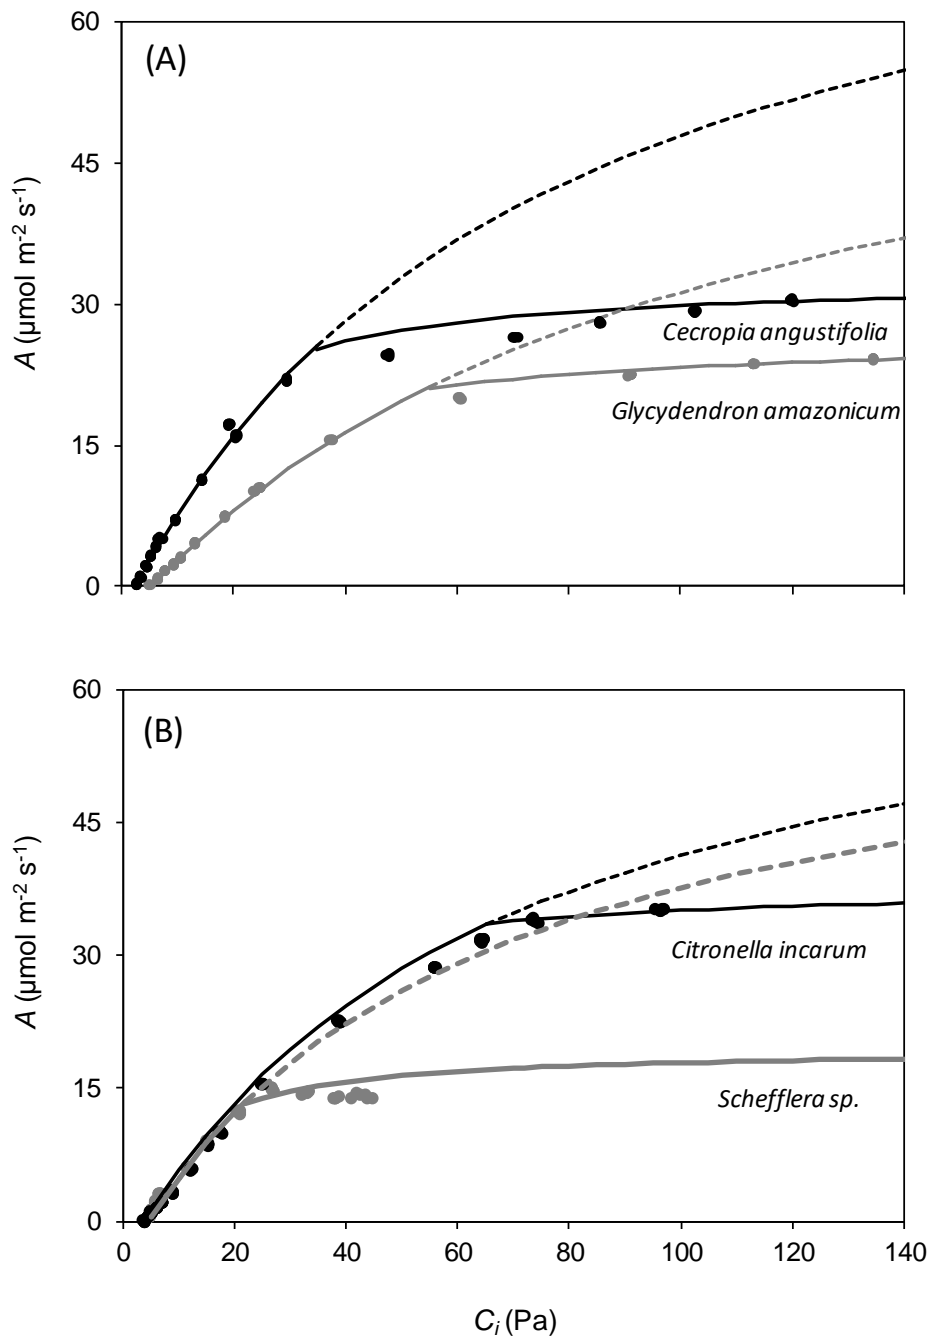 60
(A)
45
A (µmol m-2 s-1)
30
Cecropia angustifolia
Glycydendron amazonicum
15
0
60
(B)
45
A (µmol m-2 s-1)
30
Citronella incarum
15
Schefflera sp.
0
0 20 40 60 80 100 120 140
Ci (Pa)